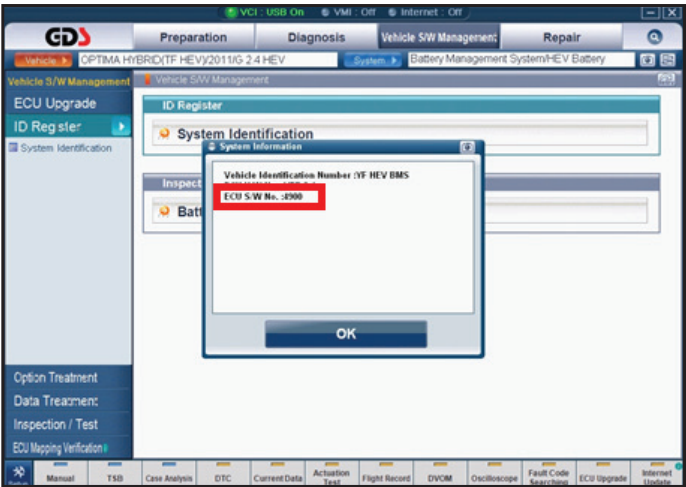 VCI : USB On VMI : Off Internet : Off
GDS
Preparation Diagnosis Vehicle S/W Management Repair
Vehicle OPTIMA HYBRID(TF HEV)/2011/G 2.4 HEV System Battery Management System/HEV Battery
Vehicle S/W Management
Vehicle S/W Management
ECU Upgrade
ID Register
ID Register
System Identification
System Identification
System Information
Vehicle Identification Number :YF HEV BMS
ECU S/W No. :4900
Inspect
Batt
OK
Option Treatment
Data Treatment
Inspection / Test
ECU Mapping Verification
Manual TSB Case Analysis DTC Current Data Actuation Test Flight Record DVOM Oscilloscope Fault Code Searching ECU Upgrade Internet Update